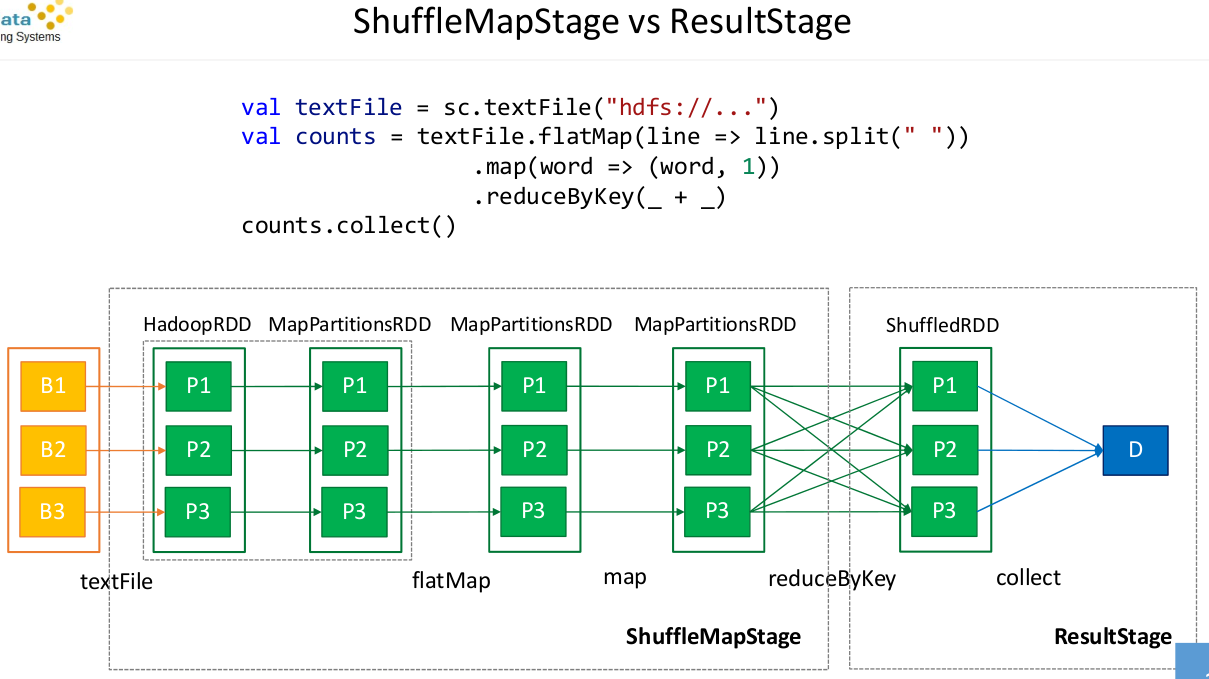 ata
ng Systems
ShuffleMapStage vs ResultStage
val textFile = sc.textFile("hdfs://...")
val counts = textFile.flatMap(line => line.split(" "))
.map(word => (word, 1))
.reduceByKey(_ + _)
counts.collect()
HadoopRDD MapPartitionsRDD MapPartitionsRDD MapPartitionsRDD ShuffledRDD
B1 P1 P1 P1 P1 P1
B2 P2 P2 P2 P2 P2 D
B3 P3 P3 P3 P3 P3
textFile flatMap map reduceByKey collect
ShuffleMapStage ResultStage